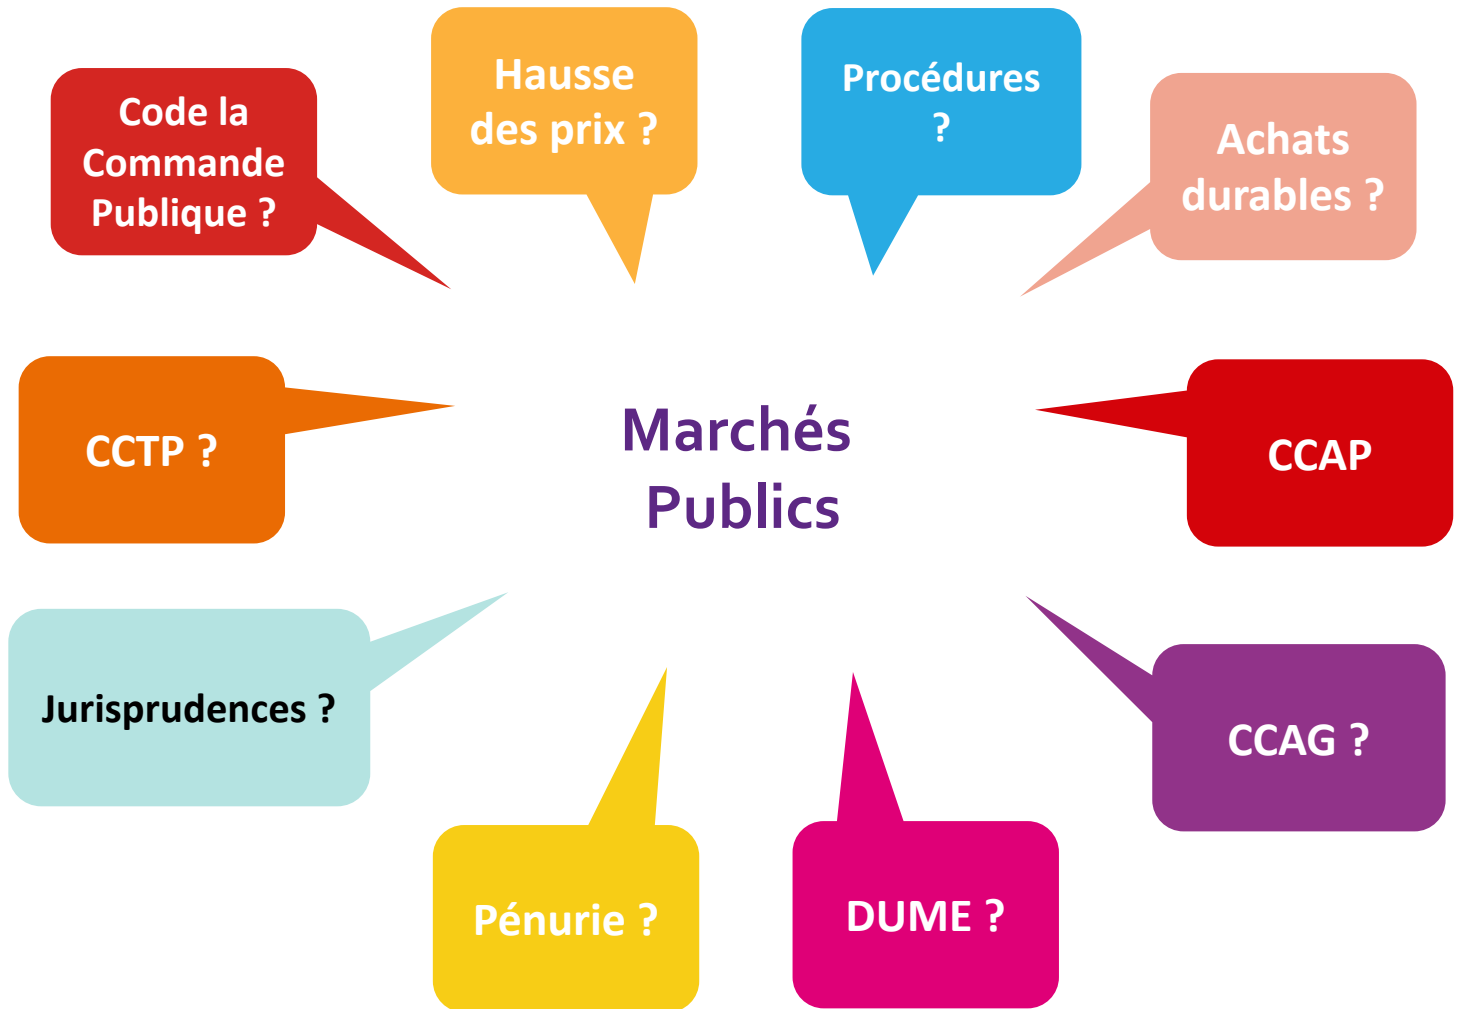 Hausse
des prix ?
Procédures
?
Code la
Commande
Publique ?
Achats
durables ?
CCTP ?
Marchés
Publics
CCAP
Jurisprudences ?
CCAG ?
Pénurie ?
DUME ?